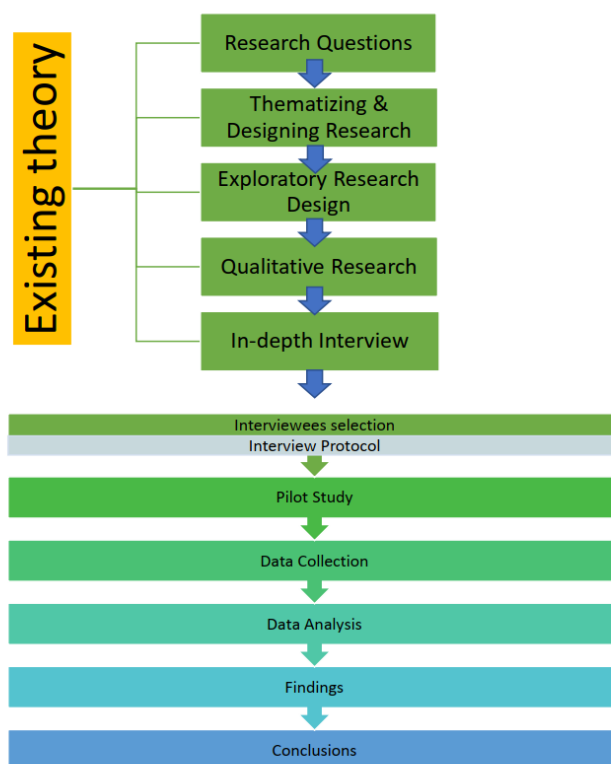 Existing theory
Research Questions
Thematizing &
Designing Research
Exploratory Research
Design
Qualitative Research
In-depth Interview
Interviewees selection
Interview Protocol
Pilot Study
Data Collection
Data Analysis
Findings
Conclusions